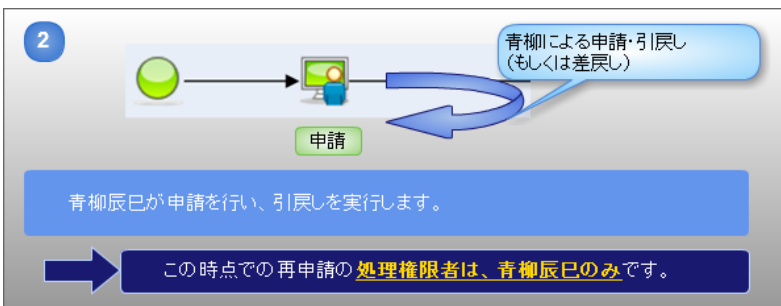 2
青柳による申請・引戻し
(もしくは差戻し)
申請
青柳辰巳が申請を行い、引戻しを実行します。
この時点での再申請の処理権限者は、青柳辰巳のみです。